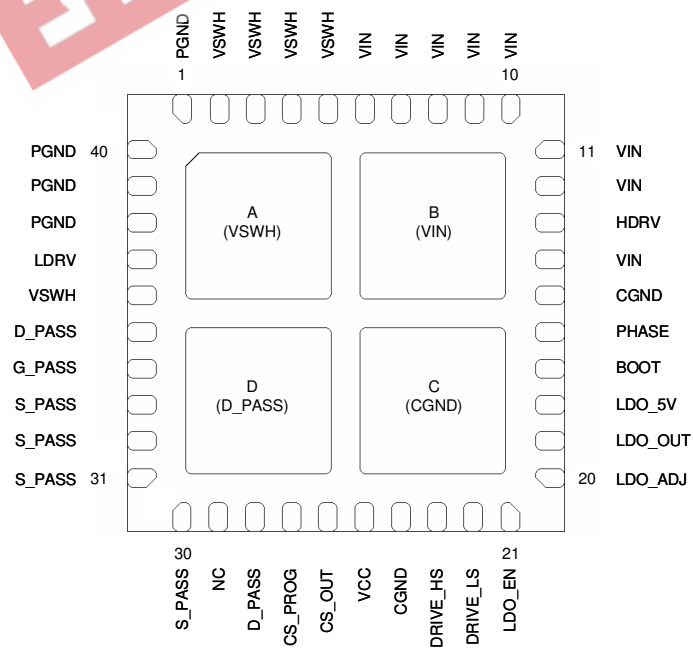 PGND VSWH VSWH VSWH VSWH VIN VIN VIN VIN VIN
1 10
PGND 40
PGND
PGND
LDRV
VSWH
D_PASS
G_PASS
S_PASS
S_PASS
S_PASS 31
A
(VSWH)
B
(VIN)
D
(D_PASS)
C
(CGND)
11 VIN
VIN
HDRV
VIN
CGND
PHASE
BOOT
LDO_5V
LDO_OUT
20 LDO_ADJ
30 21
S_PASS NC D_PASS CS_PROG CS_OUT VCC CGND DRIVE_HS DRIVE_LS LDO_EN